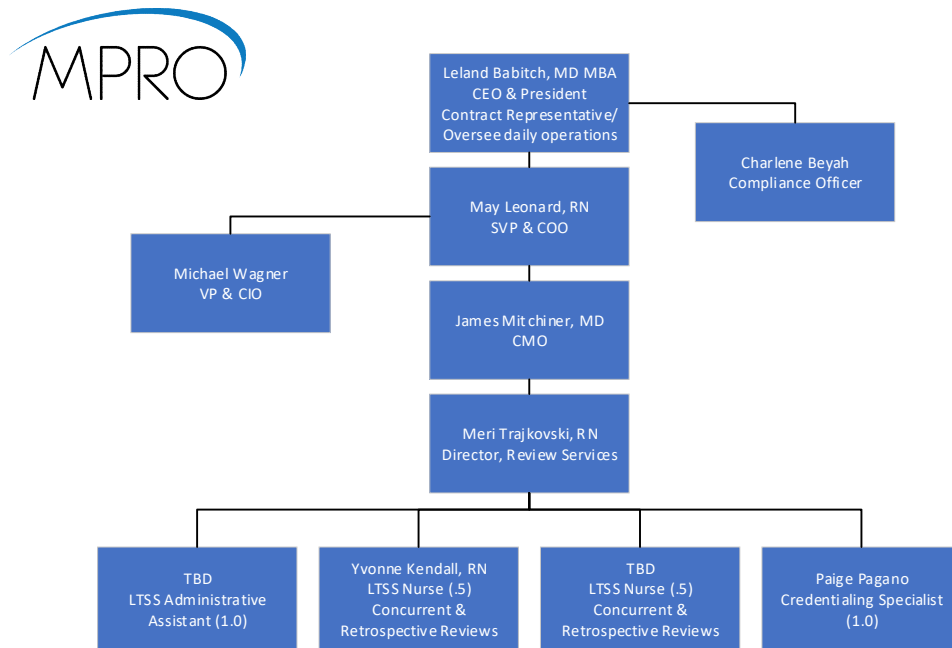 MPRO
Leland Babitch, MD MBA
CEO & President
Contract Representative/
Oversee daily operations
Charlene Beyah
Compliance Officer
May Leonard, RN
SVP & COO
Michael Wagner
VP & CIO
James Mitchiner, MD
CMO
Meri Trajkovski, RN
Director, Review Services
TBD
LTSS Administrative
Assistant (1.0)
Yvonne Kendall, RN
LTSS Nurse (.5)
Concurrent &
Retrospective Reviews
TBD
LTSS Nurse (.5)
Concurrent &
Retrospective Reviews
Paige Pagano
Credentialing Specialist
(1.0)